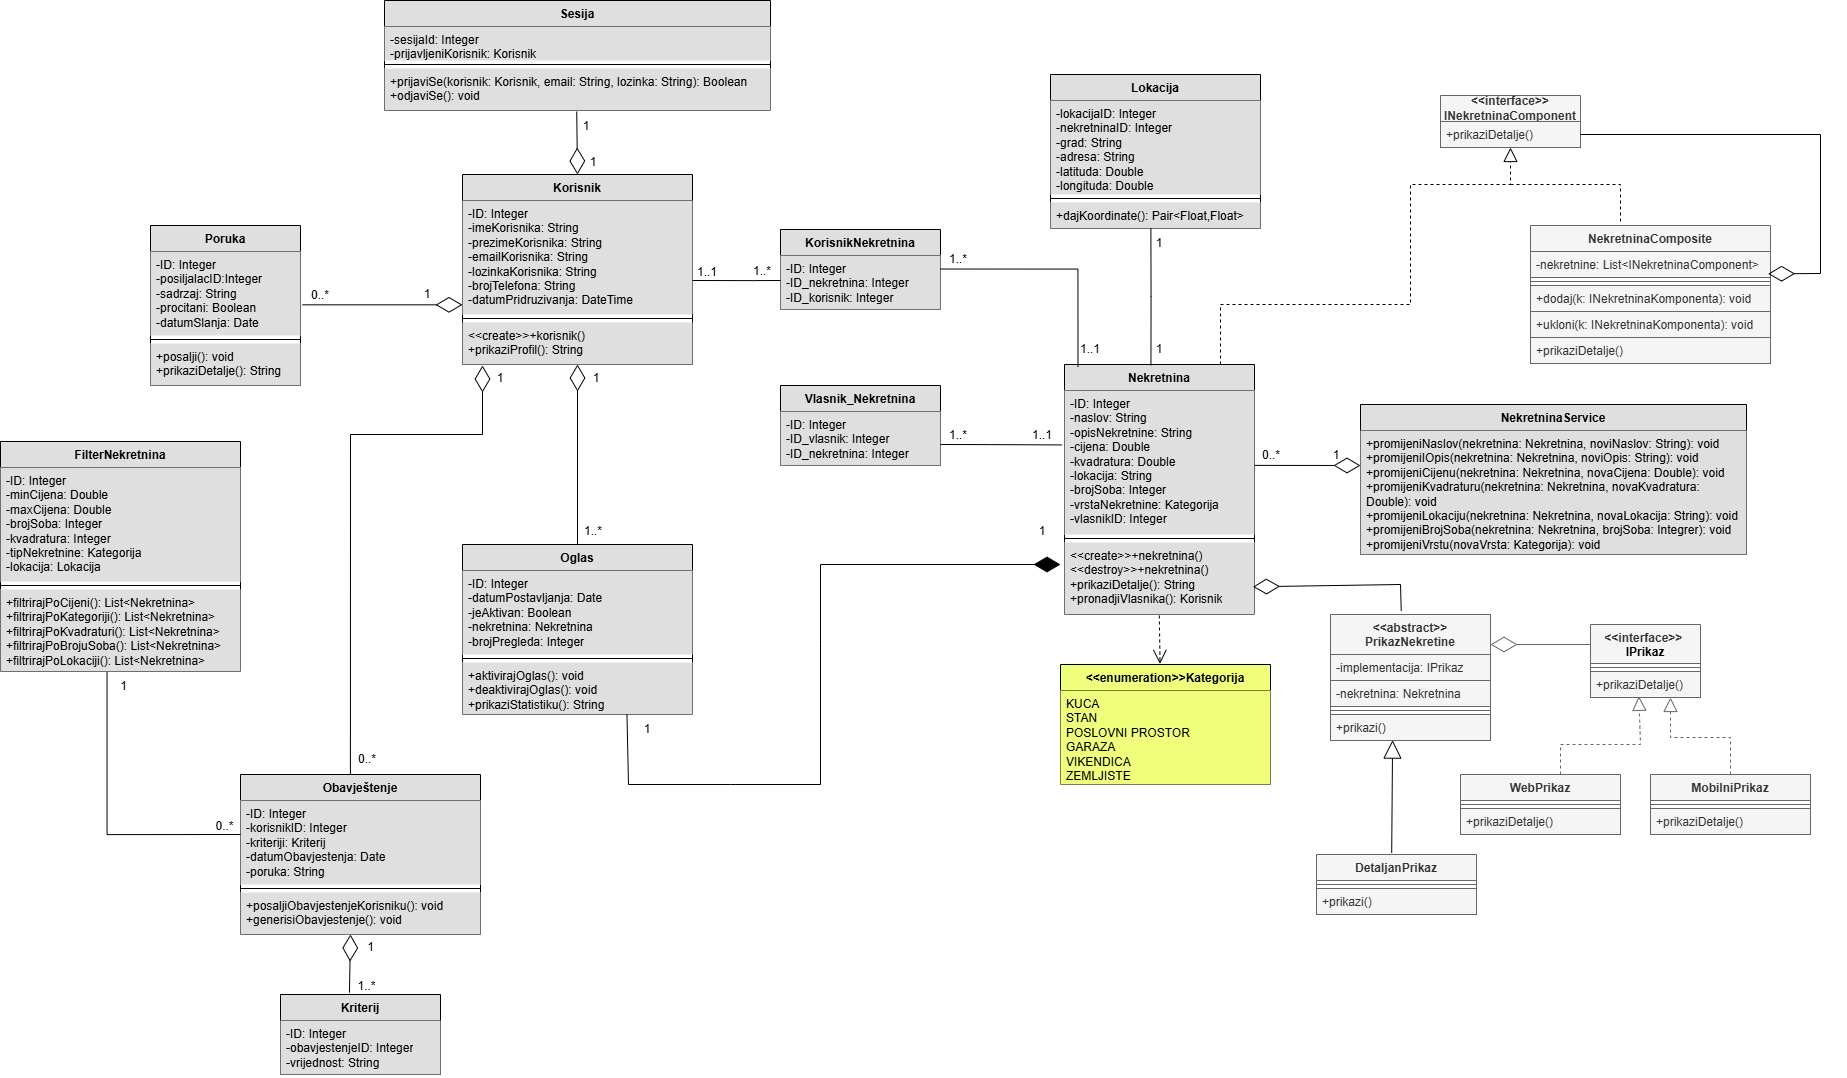 Sesija
-sesijaId: Integer
-prijavljeniKorisnik: Korisnik
+prijaviSe(korisnik: Korisnik, email: String, lozinka: String): Boolean
+odjaviSe(): void
1
1
Korisnik
-ID: Integer
-imeKorisnika: String
-prezimeKorisnika: String
-emailKorisnika: String
-lozinkaKorisnika: String
-brojTelefona: String
-datumPridruzivanja: DateTime
<<create>>+korisnik()
+prikaziProfil(): String
1
1
Poruka
-ID: Integer
-posiljalacID:Integer
-sadrzaj: String
-procitani: Boolean
-datumSlanja: Date
+posalji(): void
+prikaziDetalje(): String
0..*
1
1..1
1..*
KorisnikNekretnina
-ID: Integer
-ID_nekretnina: Integer
-ID_korisnik: Integer
1..*
1..1
Lokacija
-lokacijaID: Integer
-nekretninaID: Integer
-grad: String
-adresa: String
-latituda: Double
-longituda: Double
+dajKoordinate(): Pair<Float,Float>
1
1
<<interface>>
INekretninaComponent
+prikaziDetalje()
NekretninaComposite
-nekretnine: List<INekretninaComponent>
+dodaj(k: INekretninaKomponenta): void
+ukloni(k: INekretninaKomponenta): void
+prikaziDetalje()
Vlasnik_Nekretnina
-ID: Integer
-ID_vlasnik: Integer
-ID_nekretnina: Integer
1..*
1..1
Nekretnina
-ID: Integer
-naslov: String
-opisNekretnine: String
-cijena: Double
-kvadratura: Double
-lokacija: String
-brojSoba: Integer
-vrstaNekretnine: Kategorija
-vlasnikID: Integer
<<create>>+nekretnina()
<<destroy>>+nekretnina()
+prikaziDetalje(): String
+pronadjiVlasnika(): Korisnik
0..*
1
NekretninaService
+promijeniNaslov(nekretnina: Nekretnina, noviNaslov: String): void
+promijeniIOpis(nekretnina: Nekretnina, noviOpis: String): void
+promijeniCijenu(nekretnina: Nekretnina, novaCijena: Double): void
+promijeniKvadraturu(nekretnina: Nekretnina, novaKvadratura:
Double): void
+promijeniLokaciju(nekretnina: Nekretnina, novaLokacija: String): void
+promijeniBrojSoba(nekretnina: Nekretnina, brojSoba: Integrer): void
+promijeniVrstu(novaVrsta: Kategorija): void
FilterNekretnina
-ID: Integer
-minCijena: Double
-maxCijena: Double
-brojSoba: Integer
-kvadratura: Integer
-tipNekretnine: Kategorija
-lokacija: Lokacija
+filtrirajPoCijeni(): List<Nekretnina>
+filtrirajPoKategoriji(): List<Nekretnina>
+filtrirajPoKvadraturi(): List<Nekretnina>
+filtrirajPoBrojuSoba(): List<Nekretnina>
+filtrirajPoLokaciji(): List<Nekretnina>
1
1..*
Oglas
-ID: Integer
-datumPostavljanja: Date
-jeAktivan: Boolean
-nekretnina: Nekretnina
-brojPregleda: Integer
+aktivirajOglas(): void
+deaktivirajOglas(): void
+prikaziStatistiku(): String
1
1
<<enumeration>>Kategorija
KUCA
STAN
POSLOVNI PROSTOR
GARAZA
VIKENDICA
ZEMLJISTE
<<abstract>>
PrikazNekretine
-implementacija: IPrikaz
-nekretnina: Nekretnina
+prikazi()
<<interface>>
IPrikaz
+prikaziDetalje()
WebPrikaz
+prikaziDetalje()
MobilniPrikaz
+prikaziDetalje()
DetaljanPrikaz
+prikazi()
0..*
0..*
Obavještenje
-ID: Integer
-korisnikID: Integer
-kriteriji: Kriterij
-datumObavjestenja: Date
-poruka: String
+posaljiObavjestenjeKorisniku(): void
+generisiObavjestenje(): void
1
1..*
Kriterij
-ID: Integer
-obavjestenjeID: Integer
-vrijednost: String